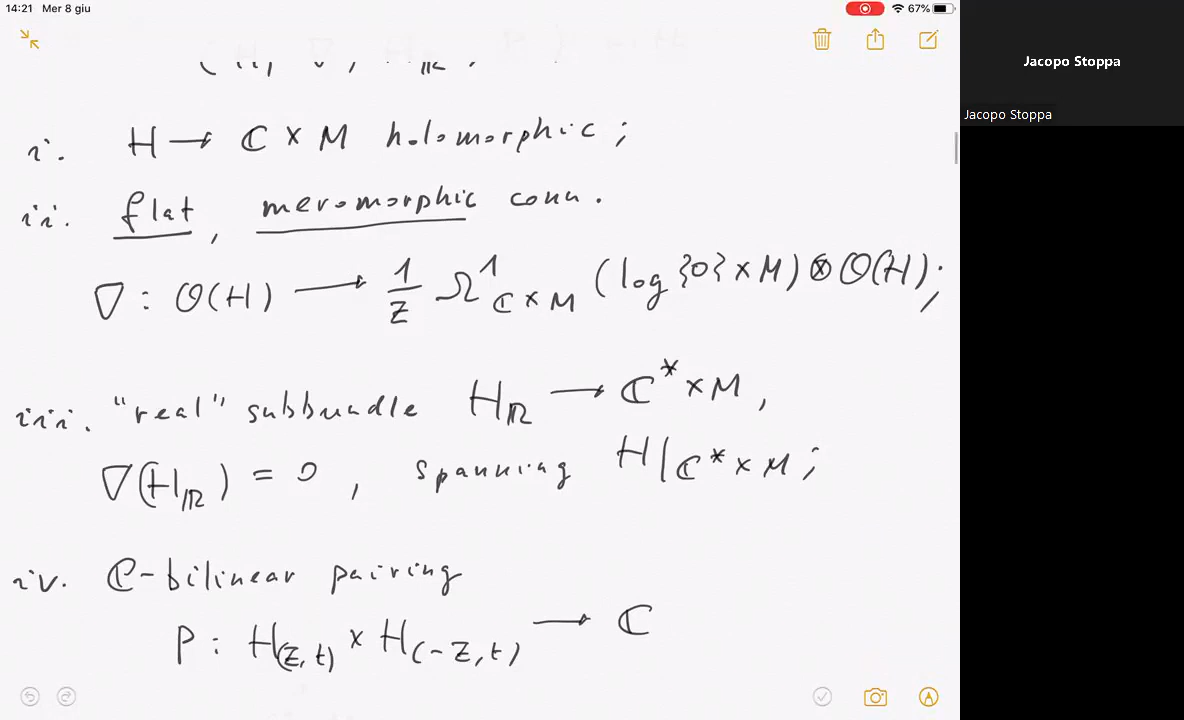 14:21 Mer 8 giu
67%
Jacopo Stoppa
Jacopo Stoppa
i. H → ℂ × M holomorphic;
ii. flat, meromorphic conn.
∇ : O(H) → 1/z Ω¹_{ℂ×M} (log {0} × M) ⊗ O(H);
iii. "real" subbundle H_ℝ → ℂ* × M,
∇(H_ℝ) = 0, spanning H|ℂ* × M;
iv. ℂ-bilinear pairing
P : H_(z,t) × H_(-z,t) → ℂ